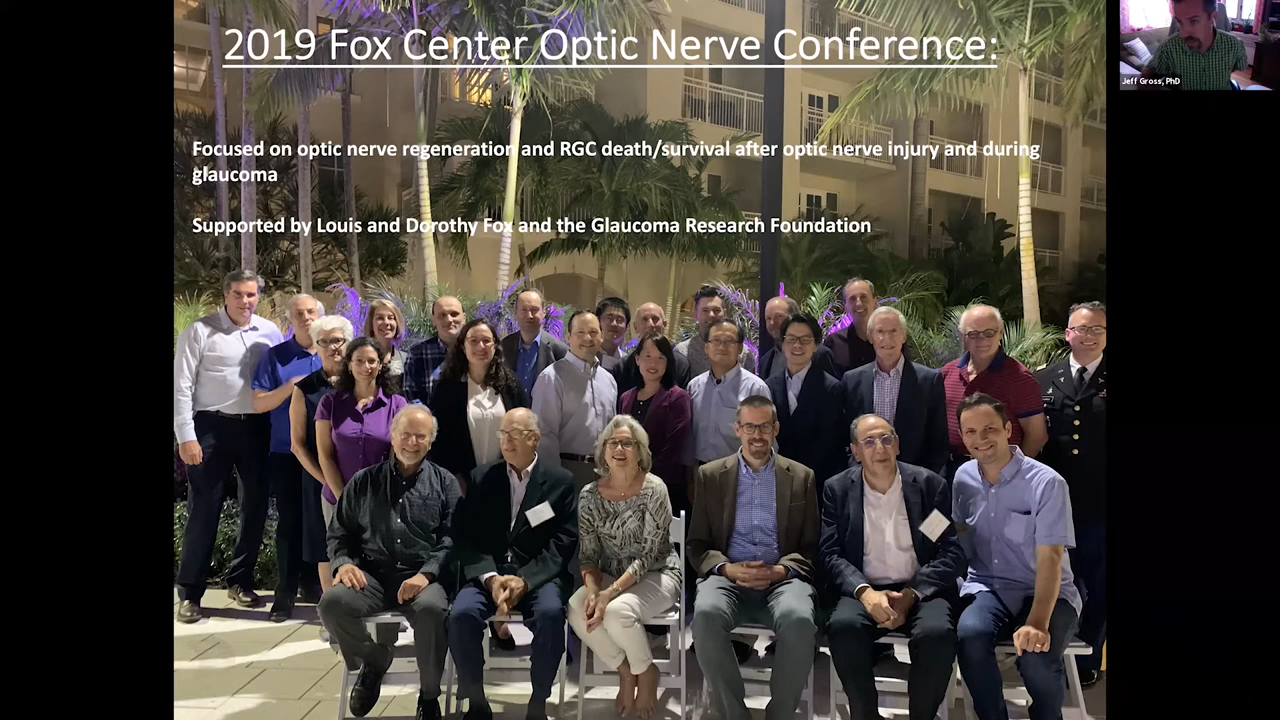 2019 Fox Center Optic Nerve Conference:
Focused on optic nerve regeneration and RGC death/survival after optic nerve injury and during
glaucoma
Supported by Louis and Dorothy Fox and the Glaucoma Research Foundation
Jeff Gross, PhD